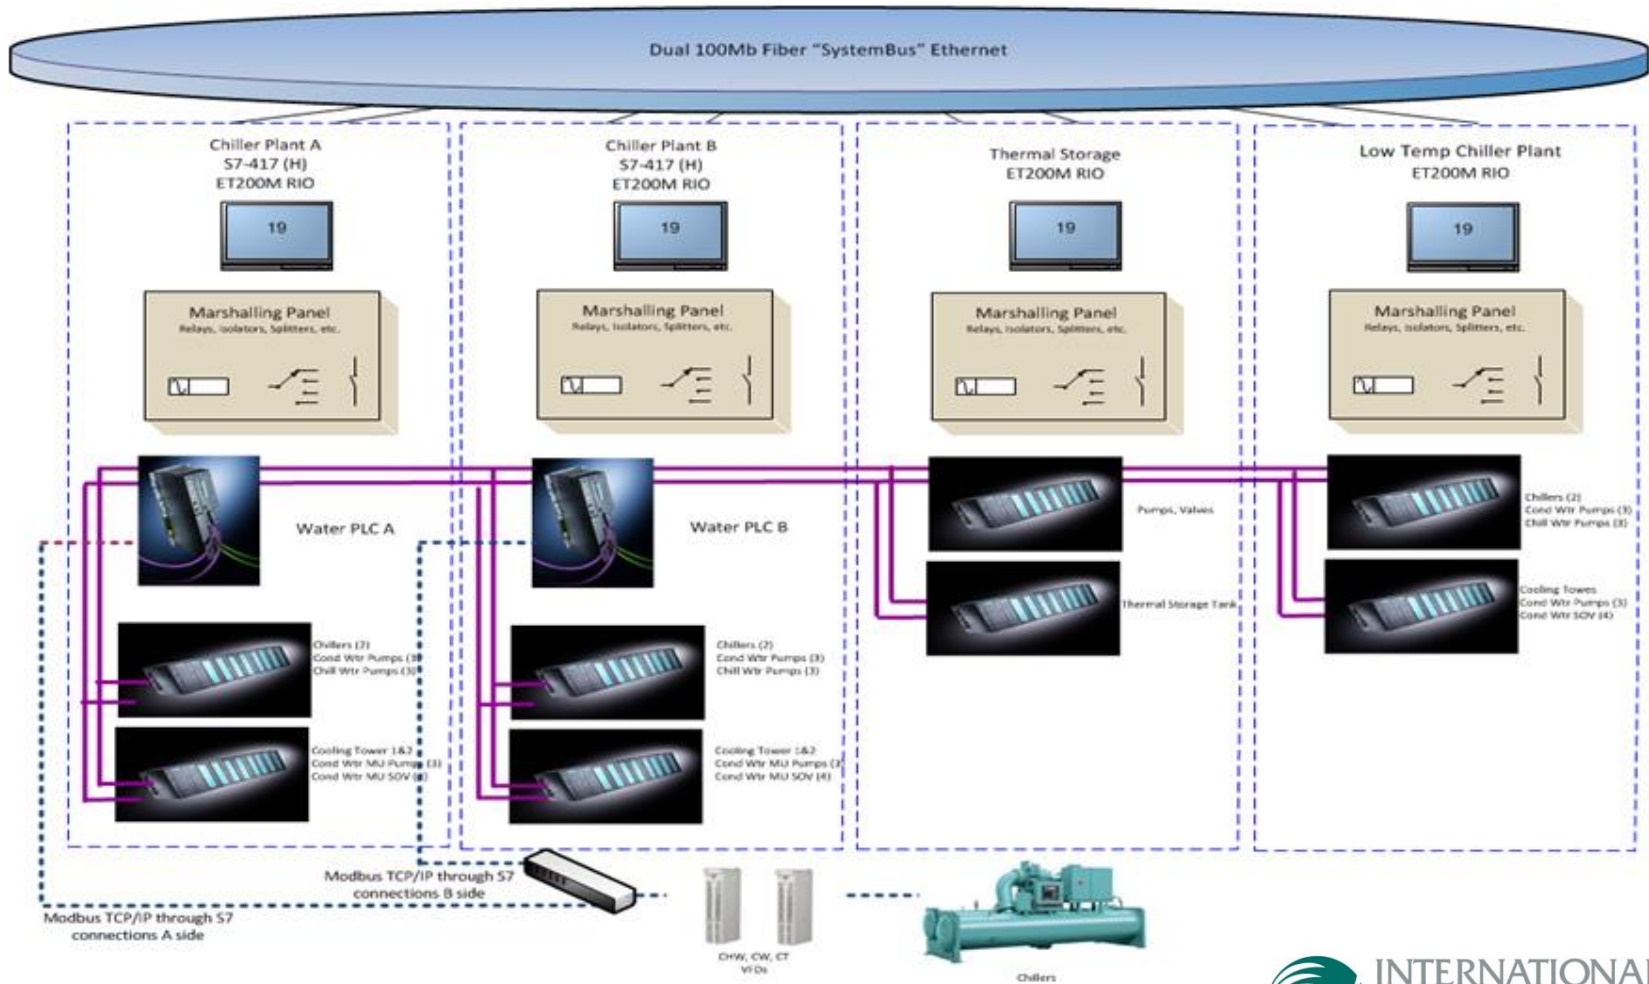 Dual 100Mb Fiber “SystemBus” Ethernet
Chiller Plant A
S7-417 (H)
ET200M RIO
19
Marshalling Panel
Relays, Isolators, Splitters, etc.
Water PLC A
Chillers (2)
Cond Wtr Pumps
Chill Wtr Pumps (3)
Cooling Tower 1&2
Cond Wtr MU Pumps (3)
Cond Wtr MU SOV
Chiller Plant B
S7-417 (H)
ET200M RIO
19
Marshalling Panel
Relays, Isolators, Splitters, etc.
Water PLC B
Chillers (2)
Cond Wtr Pumps (3)
Chill Wtr Pumps (3)
Cooling Tower 1&2
Cond Wtr MU Pumps (3
Cond Wtr MU SOV (4)
Thermal Storage
ET200M RIO
19
Marshalling Panel
Relays, Isolators, Splitters, etc.
Pumps, Valves
Thermal Storage Tank
Low Temp Chiller Plant
ET200M RIO
19
Marshalling Panel
Relays, Isolators, Splitters, etc.
Chillers (2)
Cond Wtr Pumps (3)
Chill Wtr Pumps (3)
Cooling Towes
Cond Wtr Pumps (3)
Cond Wtr SOV (4)
Modbus TCP/IP through S7
connections B side
Modbus TCP/IP through S7
connections A side
CHW, CW, CT
VFDs
Chillers
INTERNATIONAL